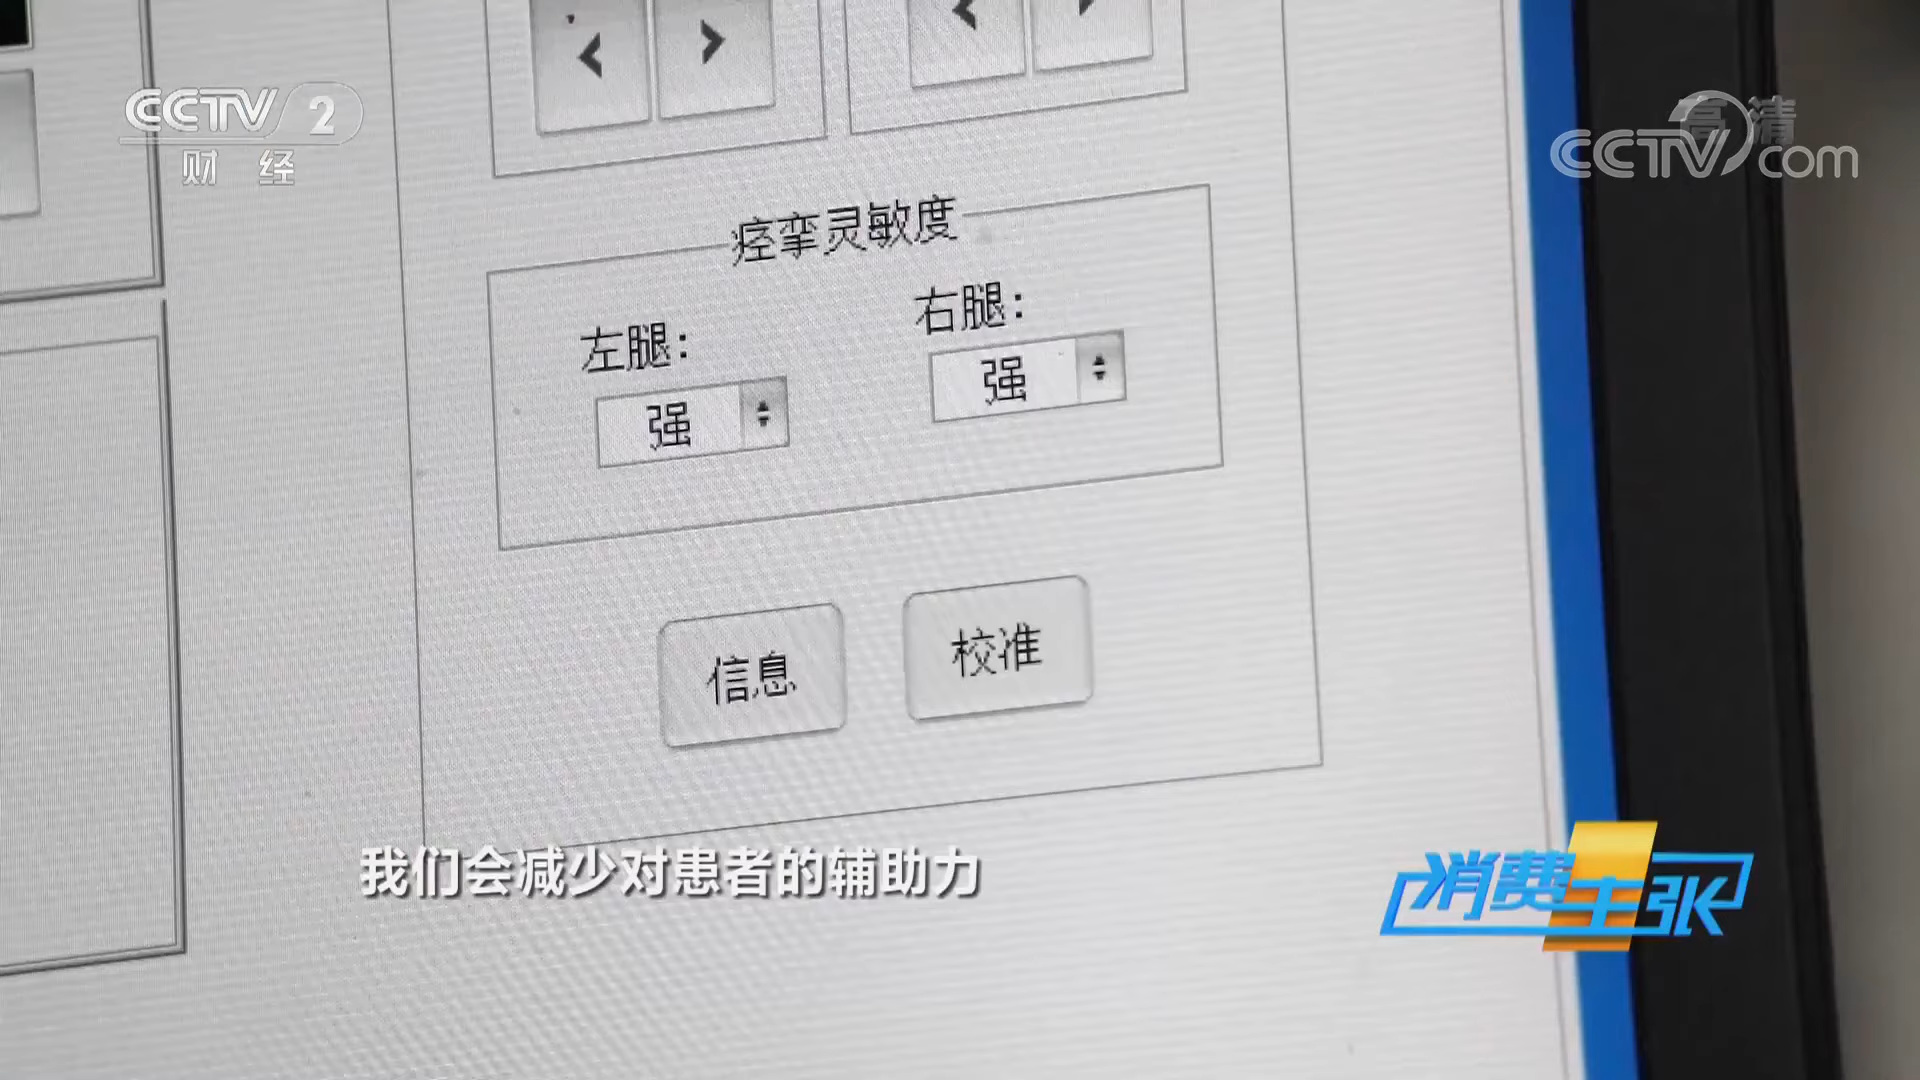 CCTV 2
财 经
高清
CCTV.com
痉挛灵敏度
左腿:
右腿:
强
强
信息
校准
我们会减少对患者的辅助力
消费主张